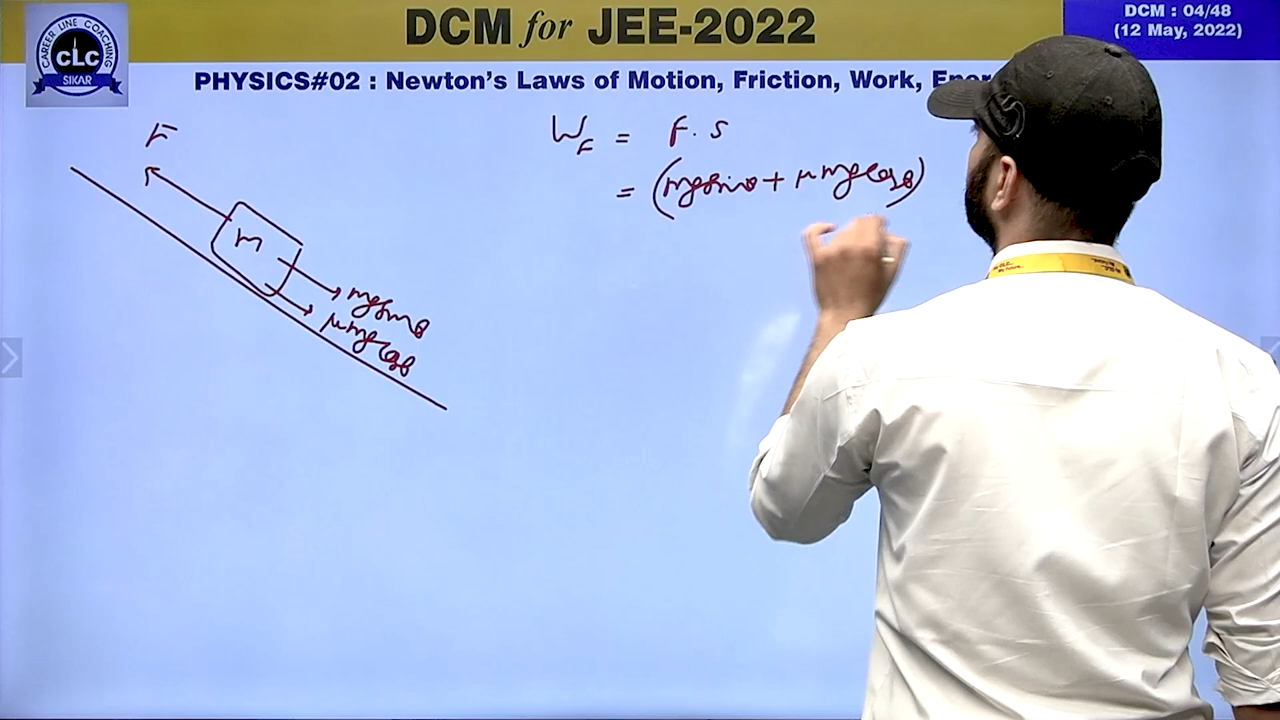 DCM for JEE-2022
DCM : 04/48
(12 May, 2022)
CAREER LINE COACHING
CLC
SIKAR
PHYSICS#02 : Newton's Laws of Motion, Friction, Work,
F
m
mgsinθ
μmgcosθ
W_F = F. S
= (mgsinθ + μmgcosθ)